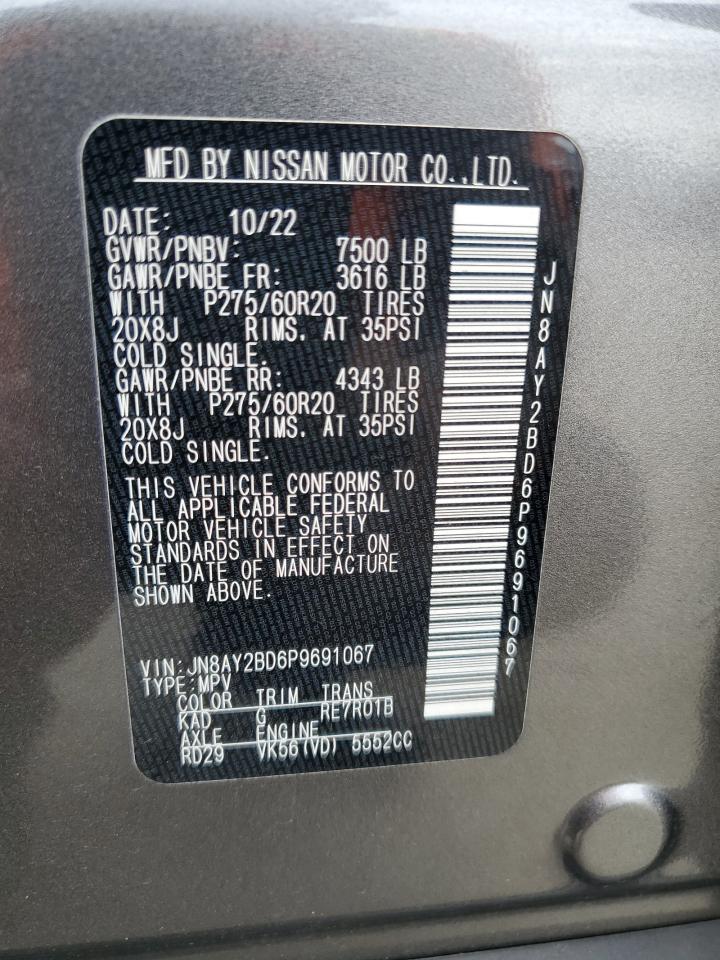 MFD BY NISSAN MOTOR CO.,LTD.
DATE: 10/22
GVWR/PNBV: 7500 LB
GAWR/PNBE FR: 3616 LB
WITH P275/60R20 TIRES
20X8J RIMS. AT 35PSI
COLD SINGLE.
GAWR/PNBE RR: 4343 LB
WITH P275/60R20 TIRES
20X8J RIMS. AT 35PSI
COLD SINGLE.
THIS VEHICLE CONFORMS TO
ALL APPLICABLE FEDERAL
MOTOR VEHICLE SAFETY
STANDARDS IN EFFECT ON
THE DATE OF MANUFACTURE
SHOWN ABOVE.
VIN:JN8AY2BD6P9691067
TYPE:MPV
COLOR TRIM TRANS
KAD G RE7R01B
AXLE ENGINE
RD29 VK56(VD) 5552CC
JN8AY2BD6P9691067